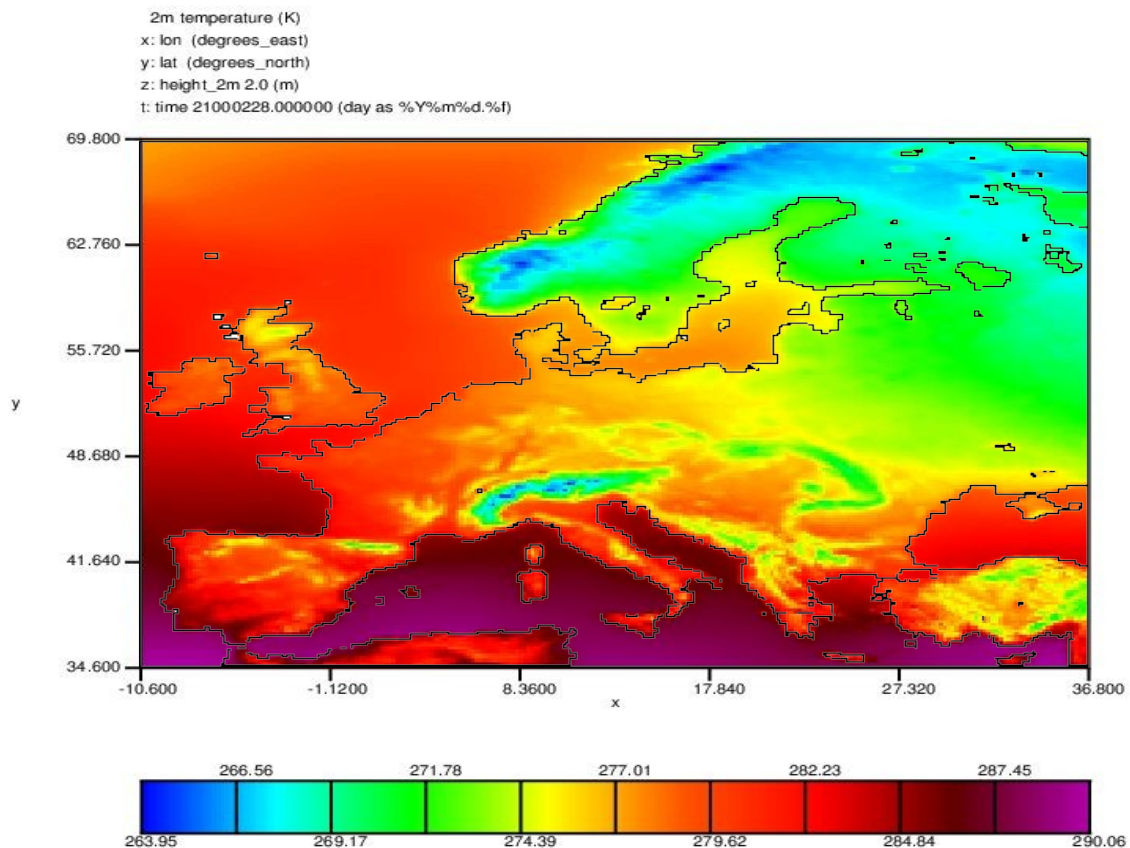 2m temperature (K)
x: lon (degrees_east)
y: lat (degrees_north)
z: height_2m 2.0 (m)
t: time 21000228.000000 (day as %Y%m%d.%f)
69.800
62.760
55.720
y
48.680
41.640
34.600
-10.600 -1.1200 8.3600 17.840 27.320 36.800
x
266.56 271.78 277.01 282.23 287.45
263.95 269.17 274.39 279.62 284.84 290.06